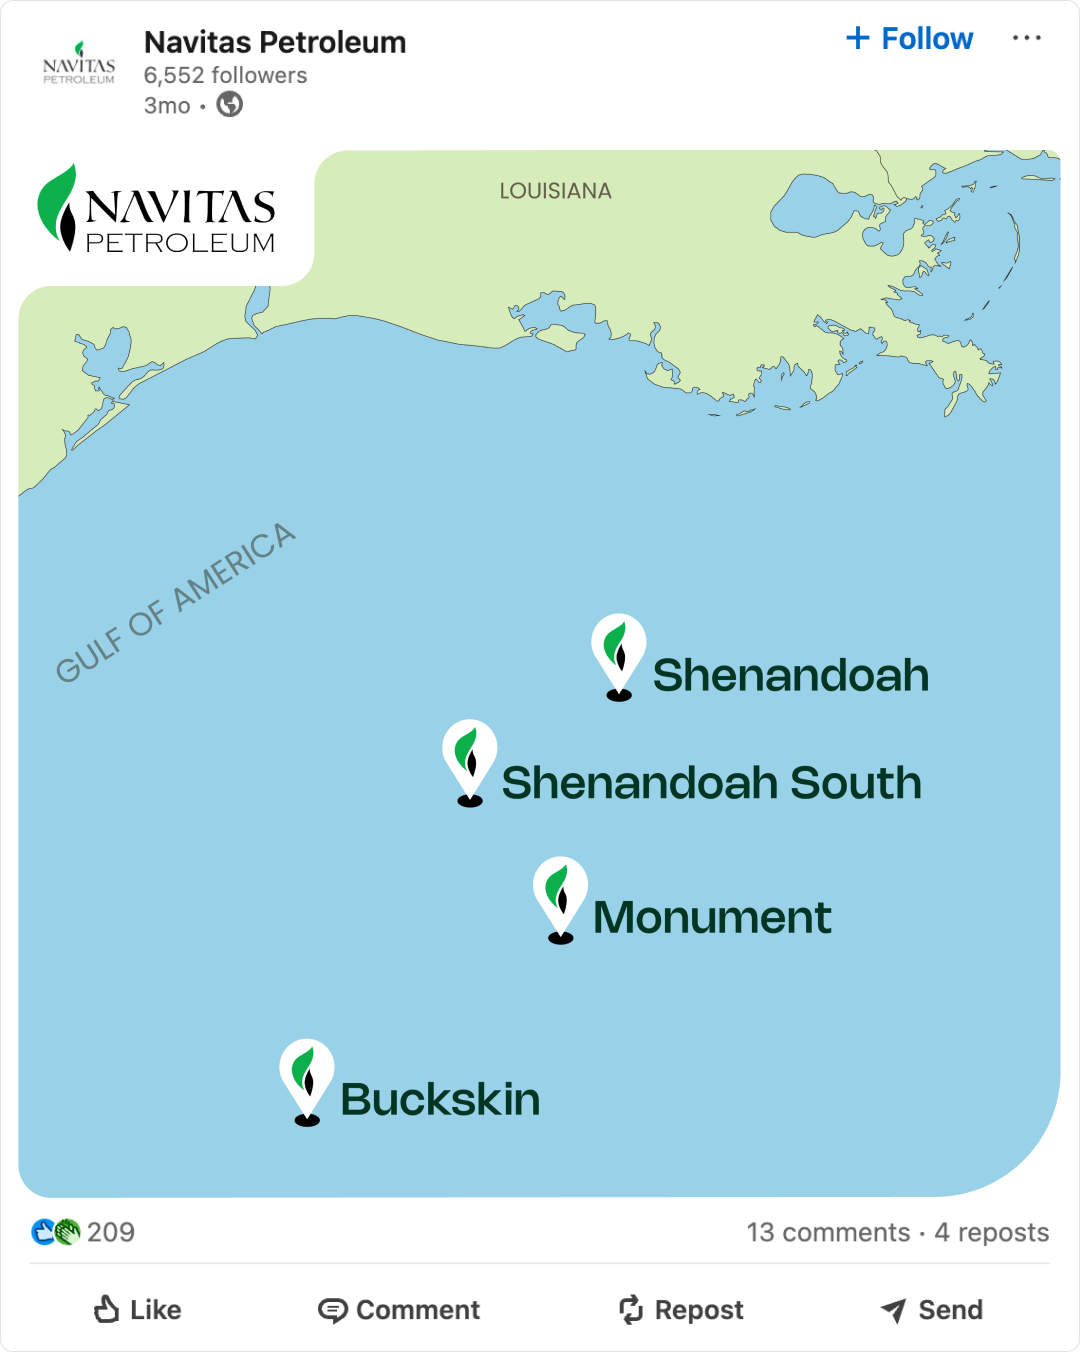 Navitas Petroleum
6,552 followers
3mo •
+ Follow
NAVITAS
PETROLEUM
NAVITAS
PETROLEUM
LOUISIANA
GULF OF AMERICA
Shenandoah
Shenandoah South
Monument
Buckskin
209
13 comments · 4 reposts
Like
Comment
Repost
Send